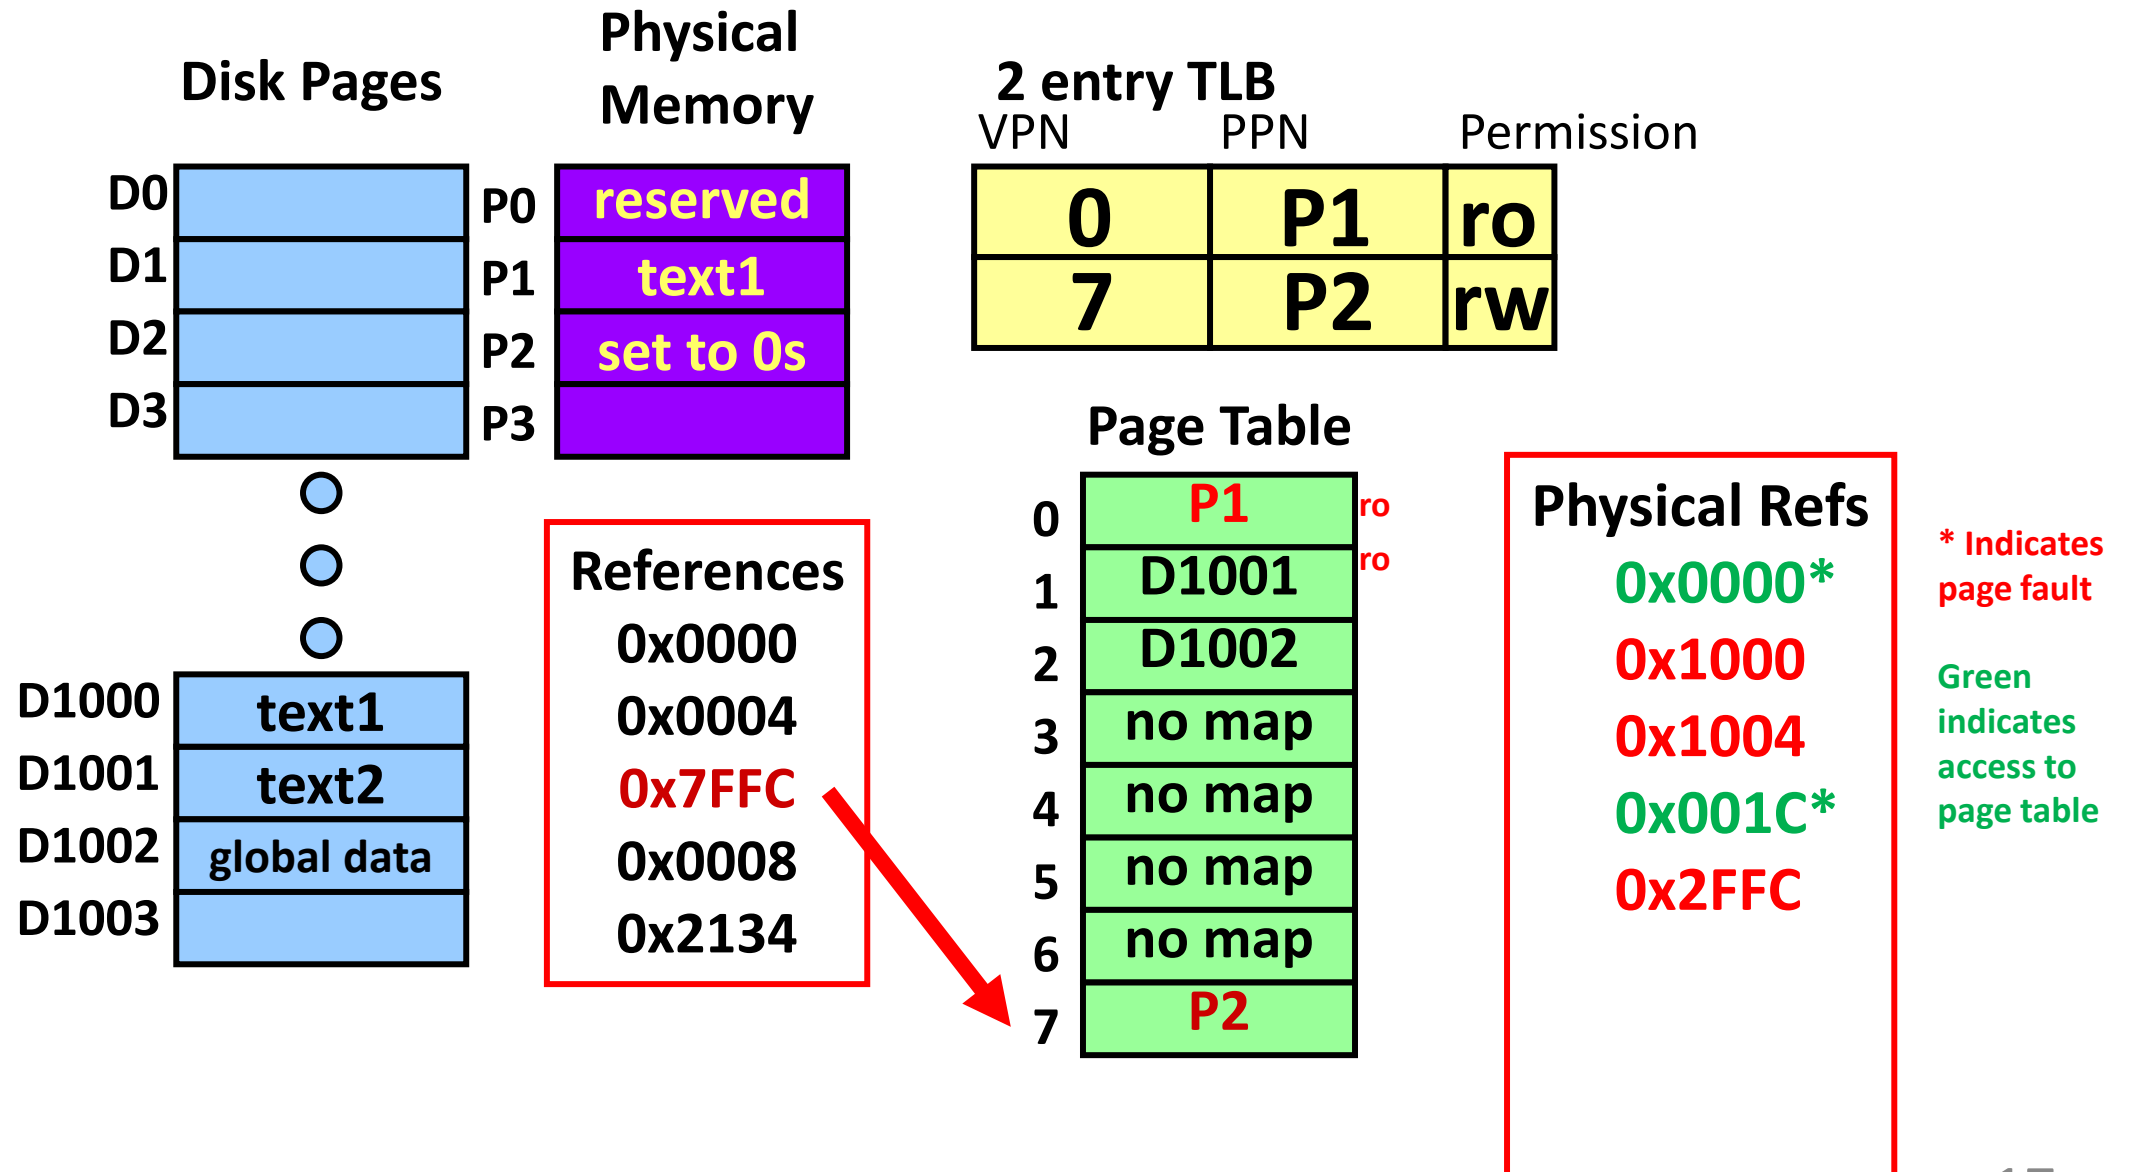 Disk Pages
D0
D1
D2
D3
D1000 text1
D1001 text2
D1002 global data
D1003
Physical
Memory
P0 reserved
P1 text1
P2 set to 0s
P3
References
0x0000
0x0004
0x7FFC
0x0008
0x2134
2 entry TLB
VPN PPN Permission
0 P1 ro
7 P2 rw
Page Table
0 P1 ro
1 D1001 ro
2 D1002
3 no map
4 no map
5 no map
6 no map
7 P2
Physical Refs
0x0000*
0x1000
0x1004
0x001C*
0x2FFC
* Indicates
page fault
Green
indicates
access to
page table